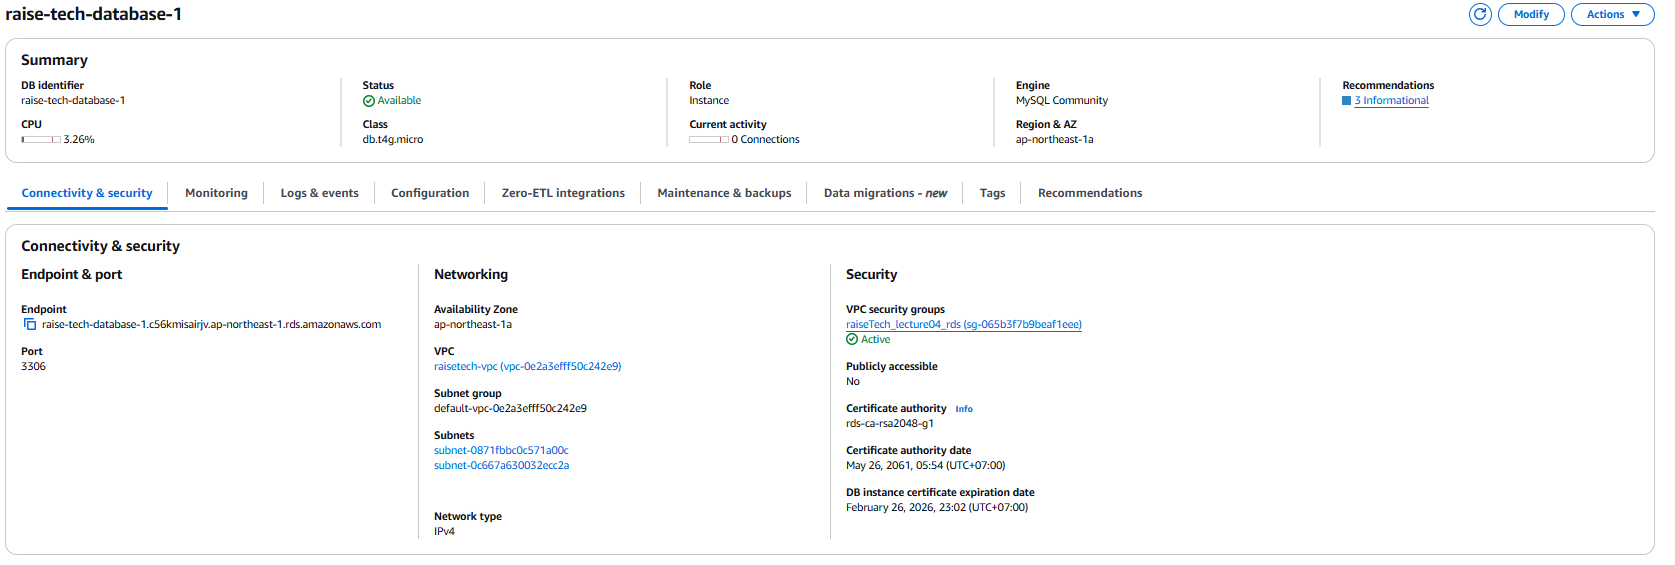 raise-tech-database-1
Modify
Actions
Summary
DB identifier
raise-tech-database-1
Status
Available
Role
Instance
Engine
MySQL Community
Recommendations
3 Informational
CPU
3.26%
Class
db.t4g.micro
Current activity
0 Connections
Region & AZ
ap-northeast-1a
Connectivity & security
Monitoring
Logs & events
Configuration
Zero-ETL integrations
Maintenance & backups
Data migrations - new
Tags
Recommendations
Connectivity & security
Endpoint & port
Endpoint
raise-tech-database-1.c56kmisairjv.ap-northeast-1.rds.amazonaws.com
Port
3306
Networking
Availability Zone
ap-northeast-1a
VPC
raisetech-vpc (vpc-0e2a3efff50c242e9)
Subnet group
default-vpc-0e2a3efff50c242e9
Subnets
subnet-0871fbbc0c571a00c
subnet-0c667a630032ecc2a
Network type
IPv4
Security
VPC security groups
raiseTech_lecture04_rds (sg-065b3f7b9beaf1eee)
Active
Publicly accessible
No
Certificate authority Info
rds-ca-rsa2048-g1
Certificate authority date
May 26, 2061, 05:54 (UTC+07:00)
DB instance certificate expiration date
February 26, 2026, 23:02 (UTC+07:00)